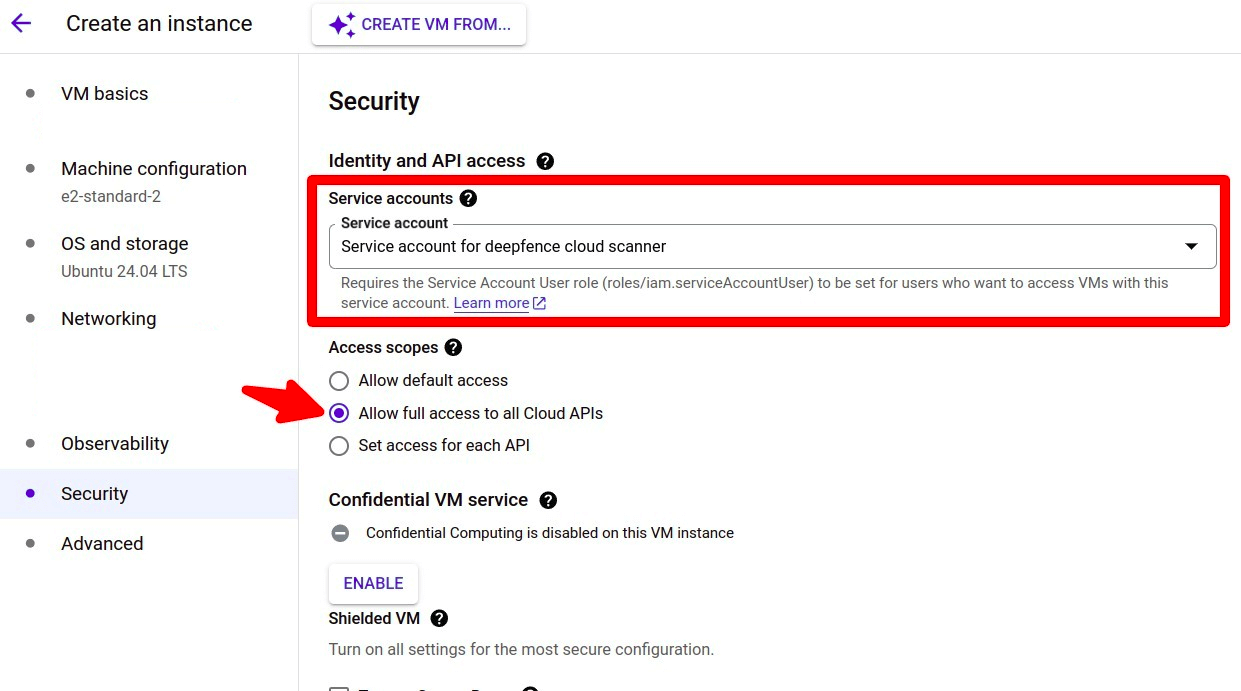 Create an instance
CREATE VM FROM...
VM basics
Machine configuration
e2-standard-2
OS and storage
Ubuntu 24.04 LTS
Networking
Observability
Security
Advanced
Security
Identity and API access
Service accounts
Service account
Service account for deepfence cloud scanner
Requires the Service Account User role (roles/iam.serviceAccountUser) to be set for users who want to access VMs with this
service account. Learn more
Access scopes
Allow default access
Allow full access to all Cloud APIs
Set access for each API
Confidential VM service
Confidential Computing is disabled on this VM instance
ENABLE
Shielded VM
Turn on all settings for the most secure configuration.